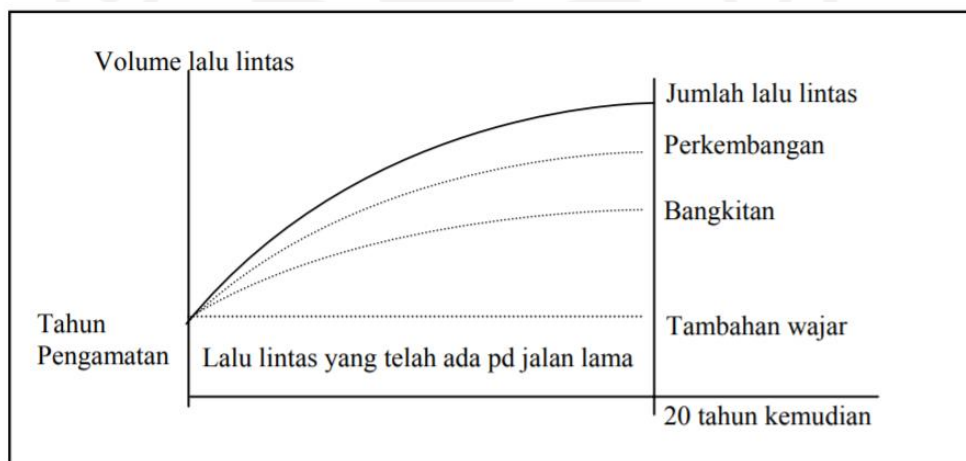 Volume lalu lintas
Jumlah lalu lintas
Perkembangan
Bangkitan
Tahun
Pengamatan
Tambahan wajar
Lalu lintas yang telah ada pd jalan lama
20 tahun kemudian